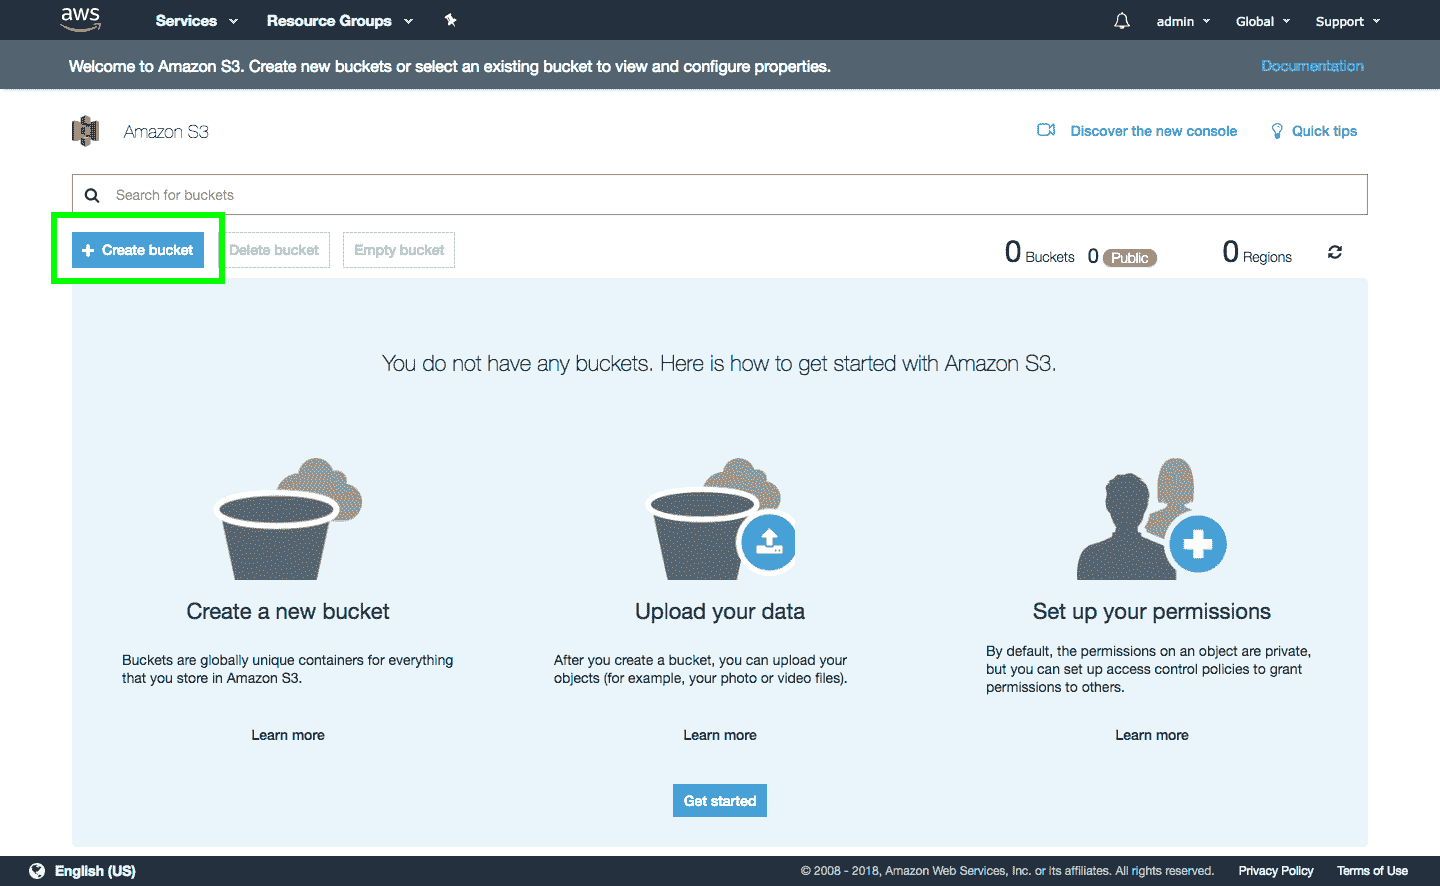 aws Services Resource Groups admin Global Support
Welcome to Amazon S3. Create new buckets or select an existing bucket to view and configure properties. Documentation
Amazon S3 Discover the new console Quick tips
Search for buckets
+ Create bucket Delete bucket Empty bucket 0 Buckets 0 Public 0 Regions
You do not have any buckets. Here is how to get started with Amazon S3.
Create a new bucket
Buckets are globally unique containers for everything
that you store in Amazon S3.
Learn more
Upload your data
After you create a bucket, you can upload your
objects (for example, your photo or video files).
Learn more
Set up your permissions
By default, the permissions on an object are private,
but you can set up access control policies to grant
permissions to others.
Learn more
Get started
English (US) © 2008 - 2018, Amazon Web Services, Inc. or its affiliates. All rights reserved. Privacy Policy Terms of Use